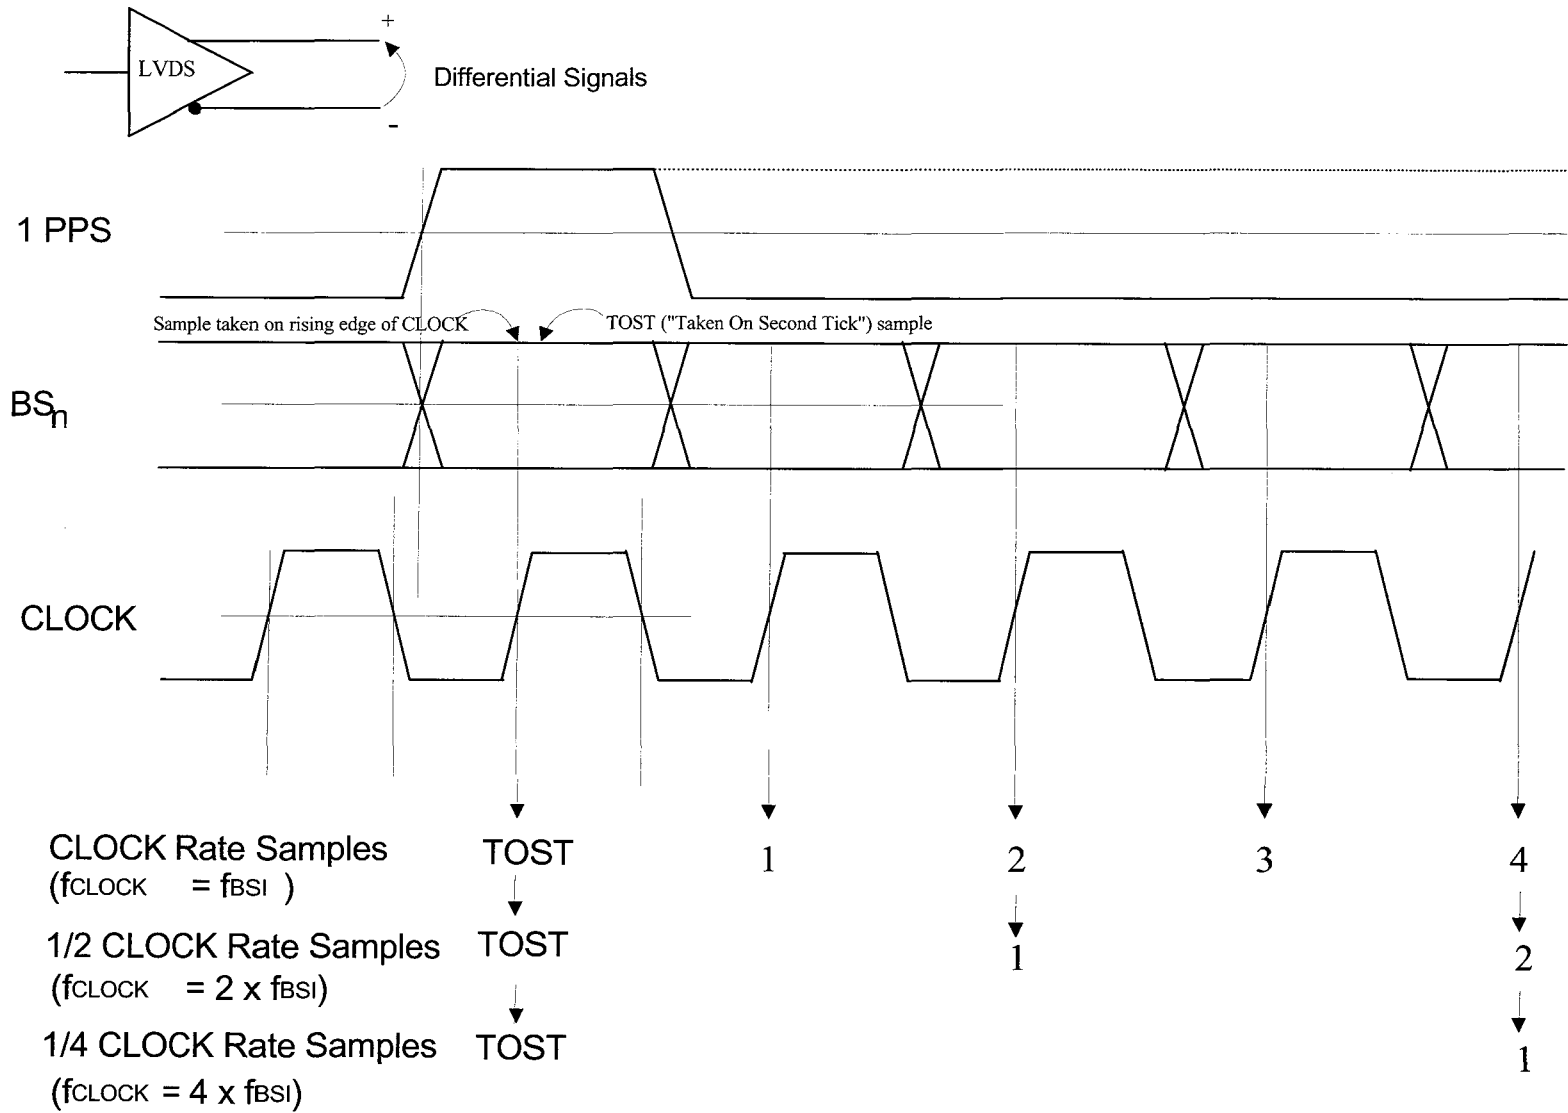 +
LVDS
Differential Signals
-
1 PPS
Sample taken on rising edge of CLOCK
TOST ("Taken On Second Tick") sample
BSn
CLOCK
CLOCK Rate Samples TOST 1 2 3 4
(fCLOCK = fBSI )
1/2 CLOCK Rate Samples TOST 1 2
(fCLOCK = 2 x fBSI)
1/4 CLOCK Rate Samples TOST 1
(fCLOCK = 4 x fBSI)